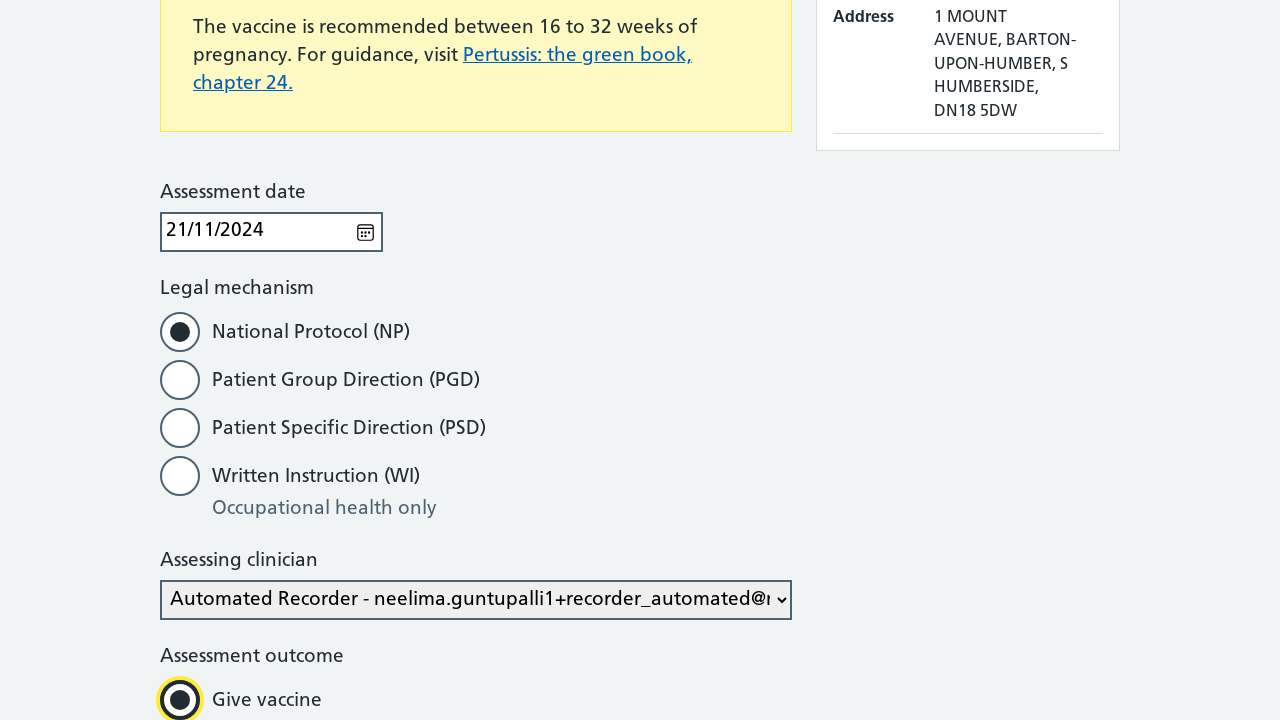 The vaccine is recommended between 16 to 32 weeks of
pregnancy. For guidance, visit Pertussis: the green book,
chapter 24.
Address
1 MOUNT
AVENUE, BARTON-
UPON-HUMBER, S
HUMBERSIDE,
DN18 5DW
Assessment date
21/11/2024
Legal mechanism
National Protocol (NP)
Patient Group Direction (PGD)
Patient Specific Direction (PSD)
Written Instruction (WI)
Occupational health only
Assessing clinician
Automated Recorder - neelima.guntupalli1+recorder_automated@
Assessment outcome
Give vaccine